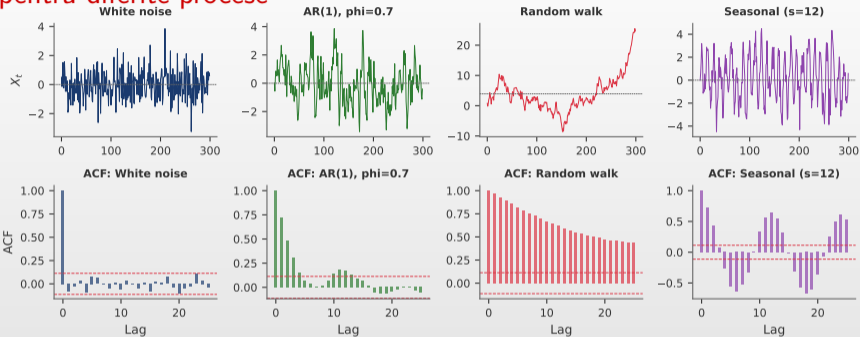 pentru diferite procese
White noise
AR(1), phi=0.7
Random walk
Seasonal (s=12)
4
2
0
−2
X_t
0 100 200 300
4
2
0
−2
0 100 200 300
20
10
0
−10
0 100 200 300
4
2
0
−2
−4
0 100 200 300
ACF: White noise
ACF: AR(1), phi=0.7
ACF: Random walk
ACF: Seasonal (s=12)
1.00
0.75
0.50
0.25
0.00
ACF
0 10 20
Lag
1.00
0.75
0.50
0.25
0.00
0 10 20
Lag
1.00
0.75
0.50
0.25
0.00
0 10 20
Lag
1.0
0.5
0.0
−0.5
0 10 20
Lag